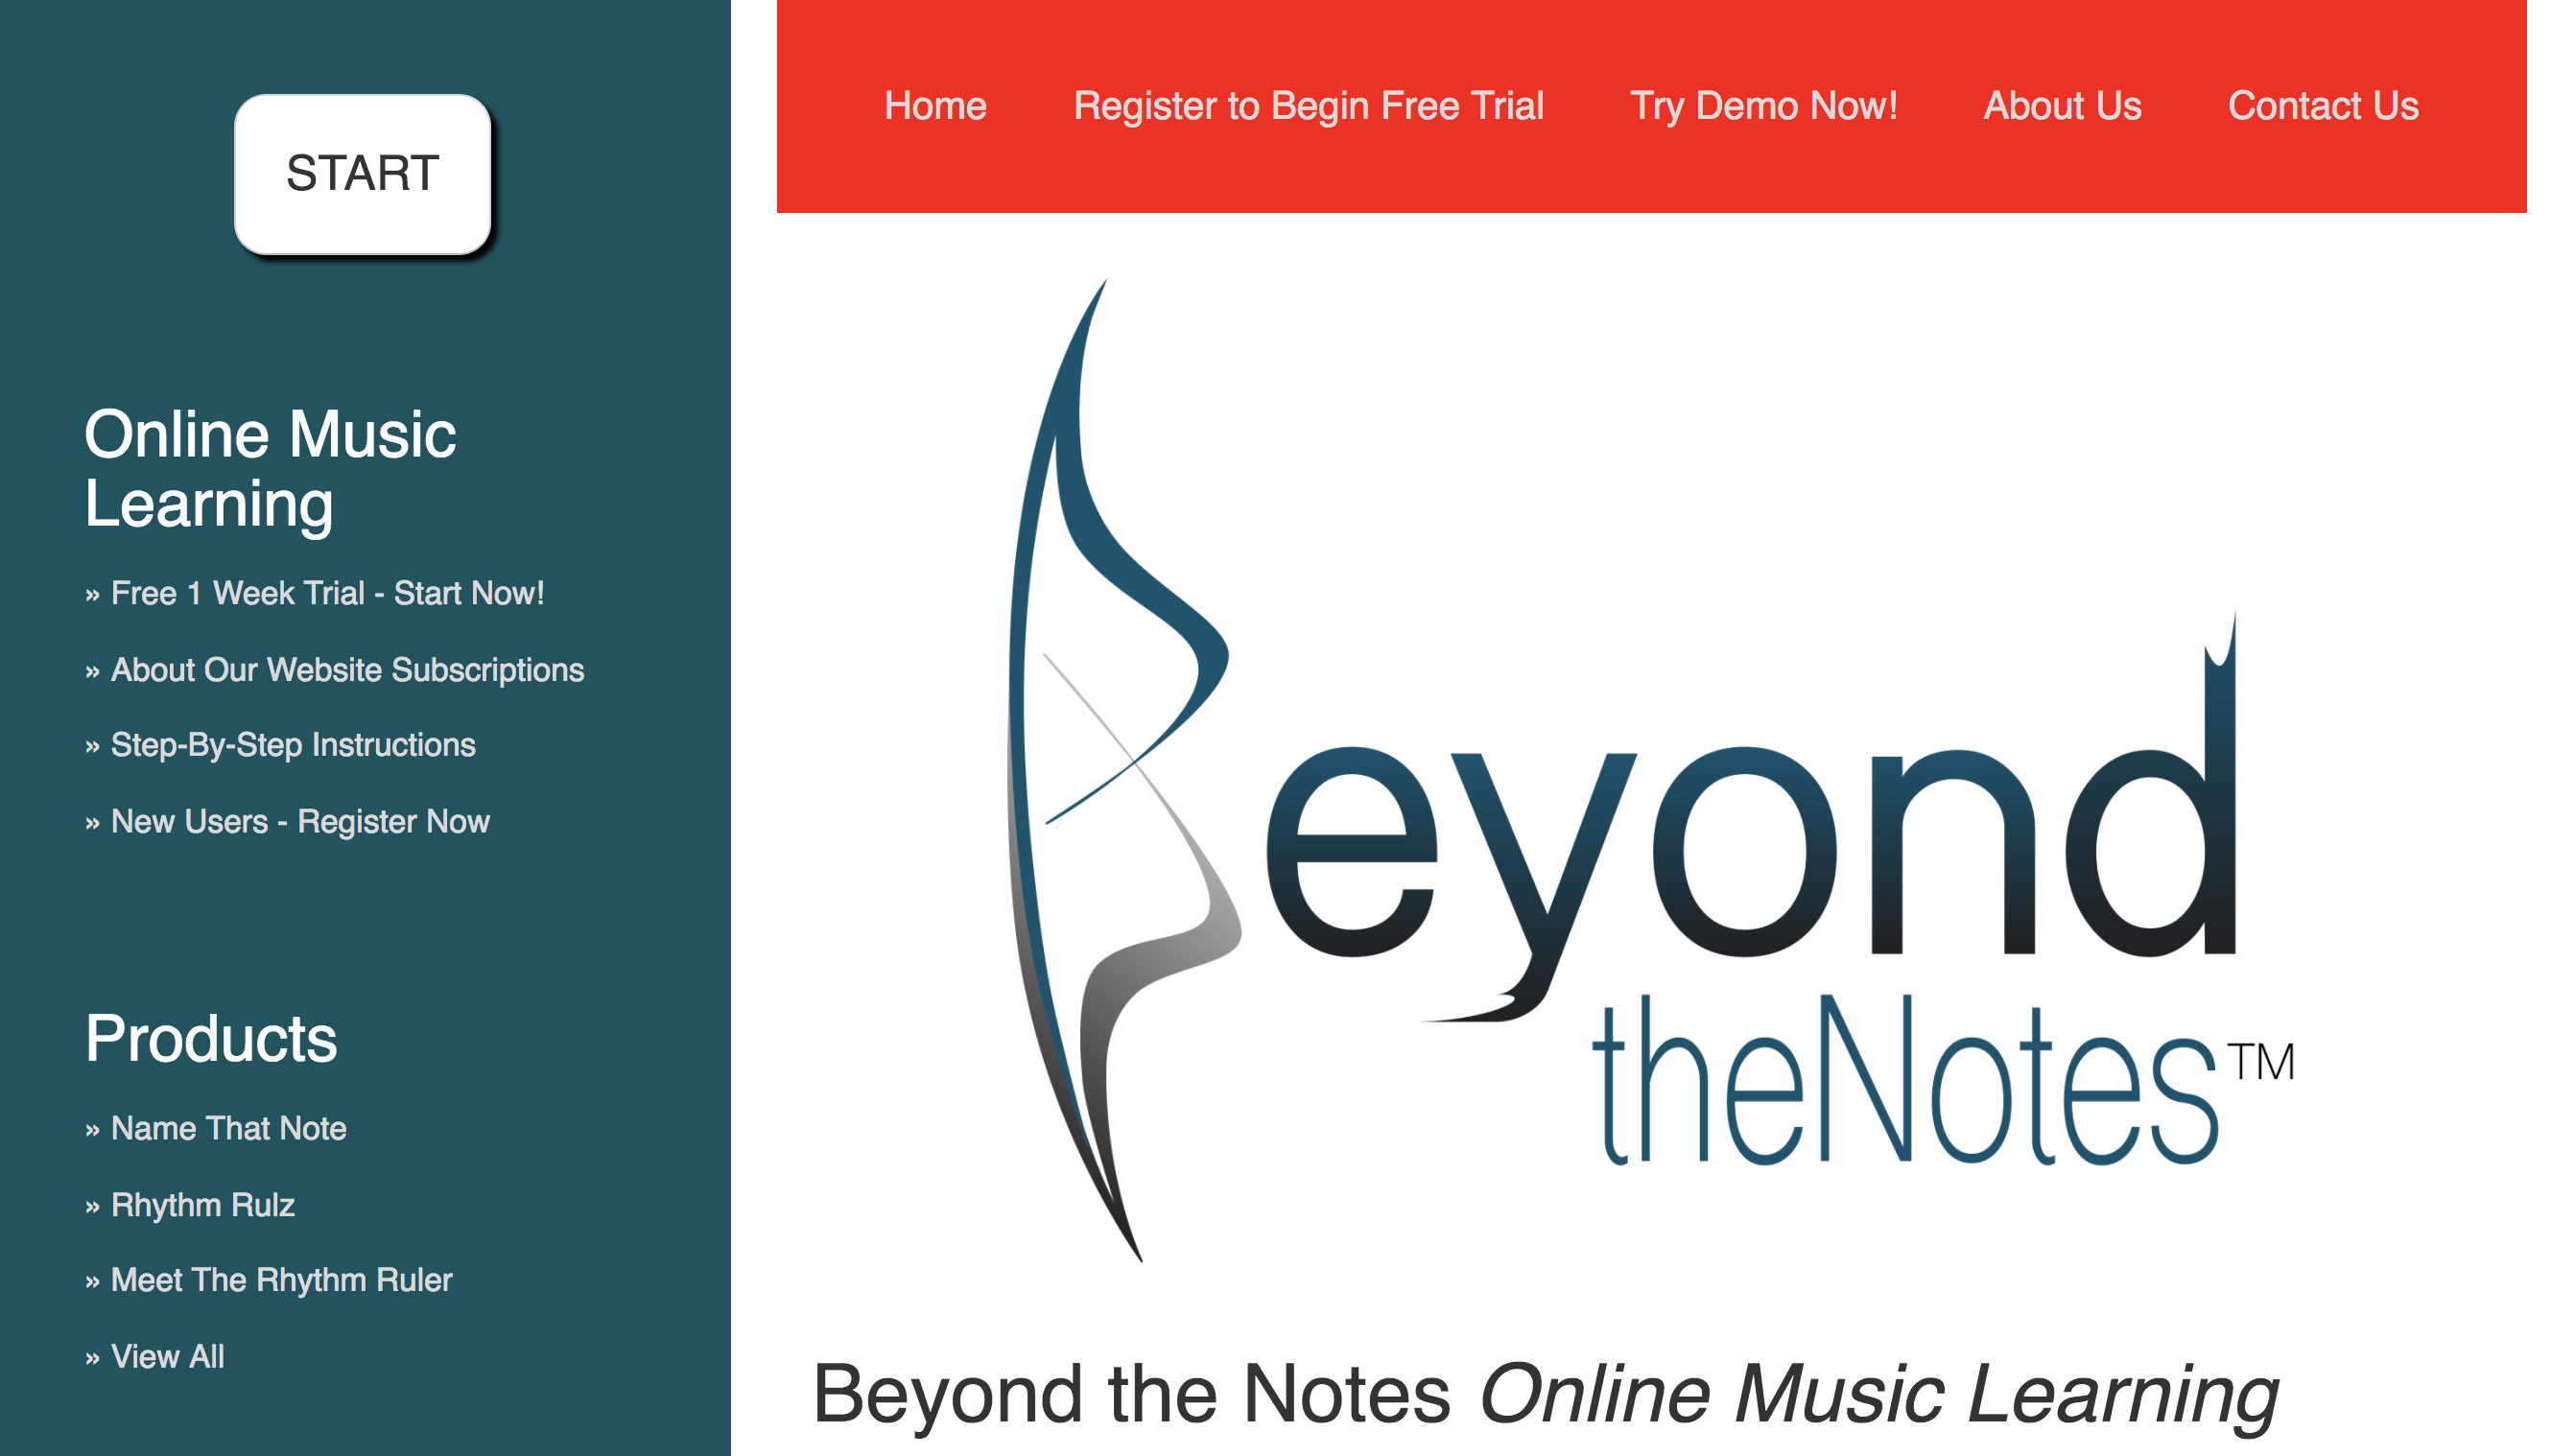 START
Online Music
Learning
» Free 1 Week Trial - Start Now!
» About Our Website Subscriptions
» Step-By-Step Instructions
» New Users - Register Now
Products
» Name That Note
» Rhythm Rulz
» Meet The Rhythm Ruler
» View All
Home Register to Begin Free Trial Try Demo Now! About Us Contact Us
Beyond
theNotes™
Beyond the Notes Online Music Learning